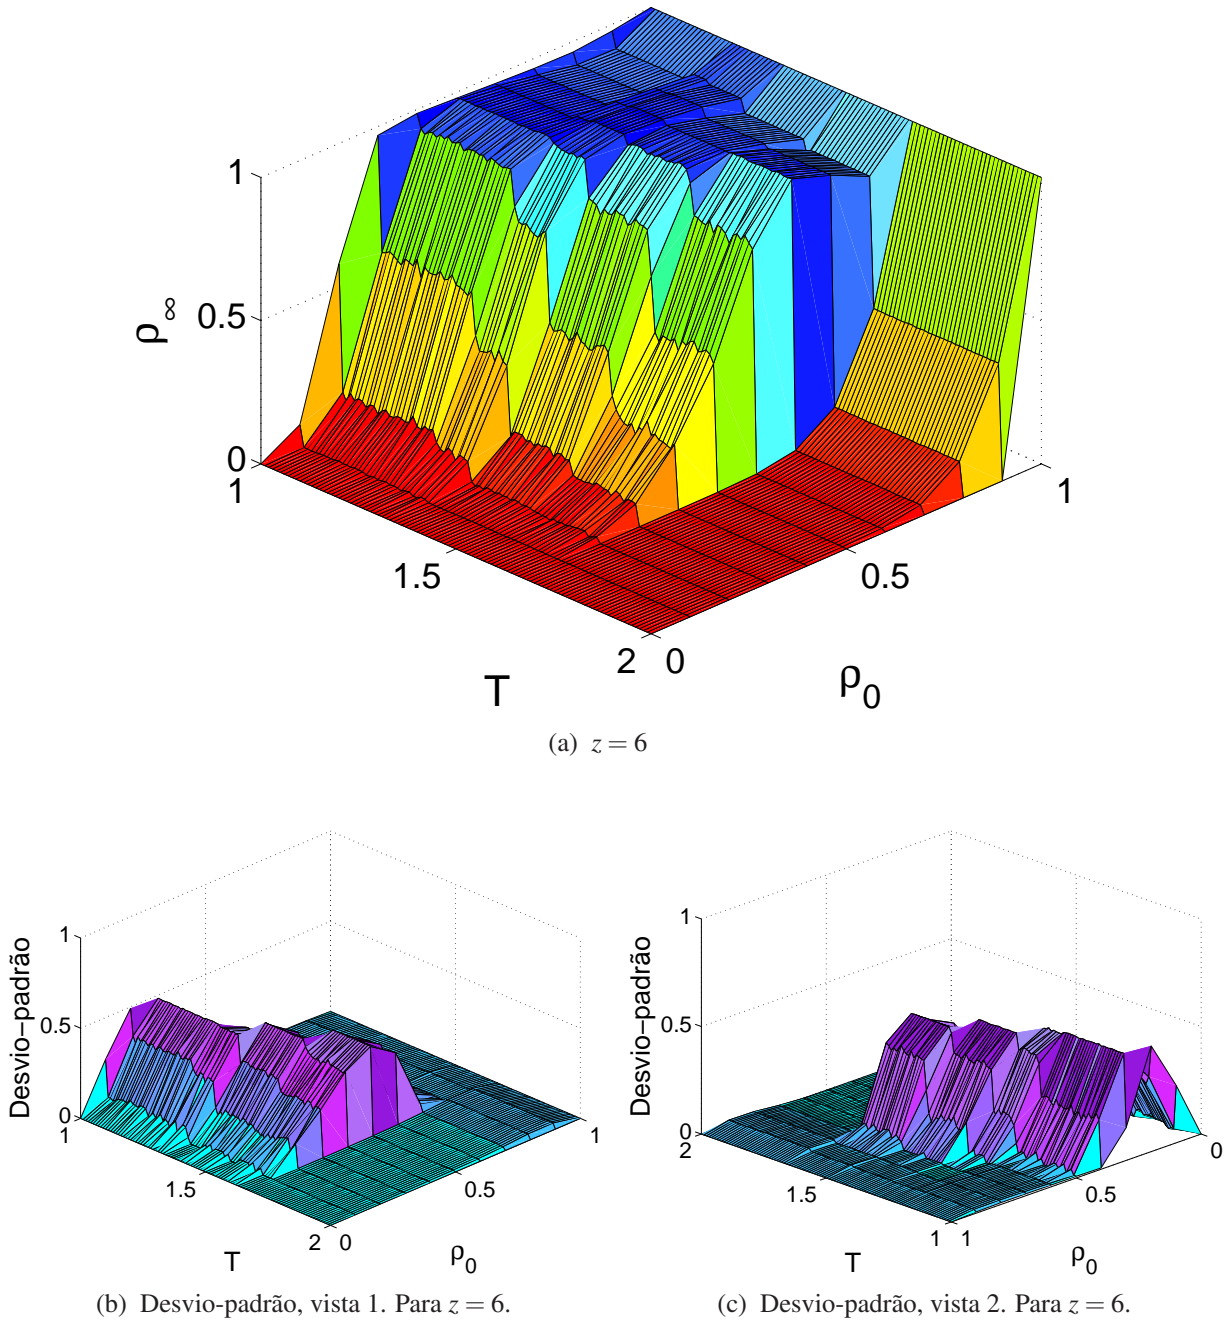 1
0.5
0
ρ∞
1
1.5
2
T
0
0.5
1
ρ0
(a) z = 6
Desvio−padrão
1
0.5
0
1
1.5
2
T
0
0.5
1
ρ0
(b) Desvio-padrão, vista 1. Para z = 6.
Desvio−padrão
1
0.5
0
2
1.5
1
T
1
0.5
0
ρ0
(c) Desvio-padrão, vista 2. Para z = 6.